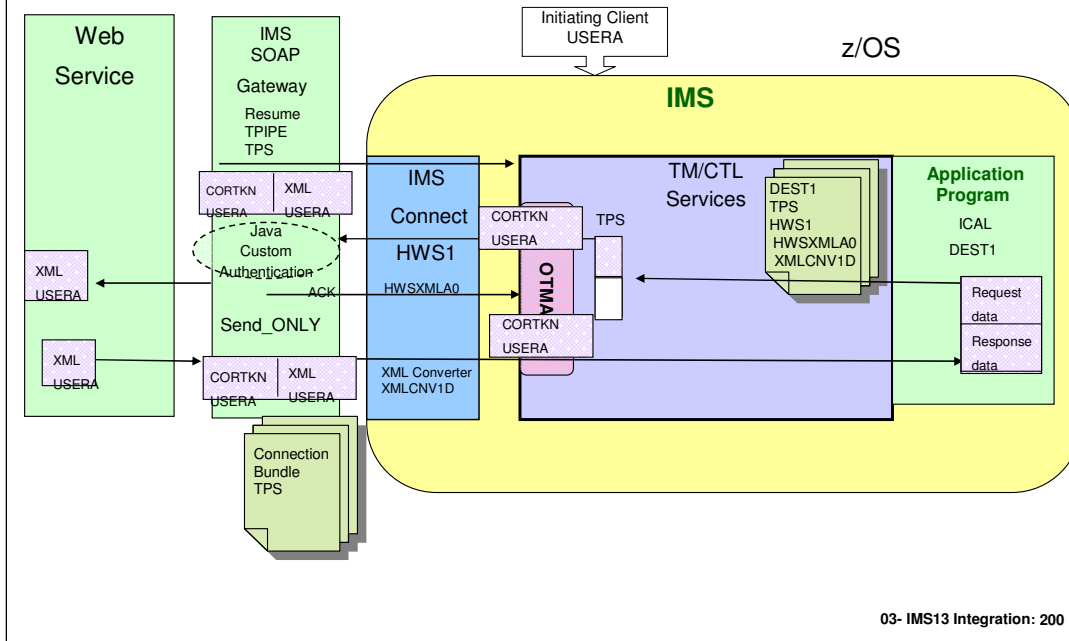 Initiating Client
USERA
z/OS
Web
Service
IMS
SOAP
Gateway
Resume
TPIPE
TPS
CORTKN
USERA
XML
USERA
Java
Custom
Authentication
XML
USERA
ACK
Send_ONLY
XML
USERA
CORTKN
USERA
XML
USERA
Connection
Bundle
TPS
IMS
IMS
Connect
HWS1
HWSXMLA0
XML Converter
XMLCNV1D
TM/CTL
Services
CORTKN
USERA
TPS
OTMA
CORTKN
USERA
DEST1
TPS
HWS1
HWSXMLA0
XMLCNV1D
Application
Program
ICAL
DEST1
Request
data
Response
data
03- IMS13 Integration: 200